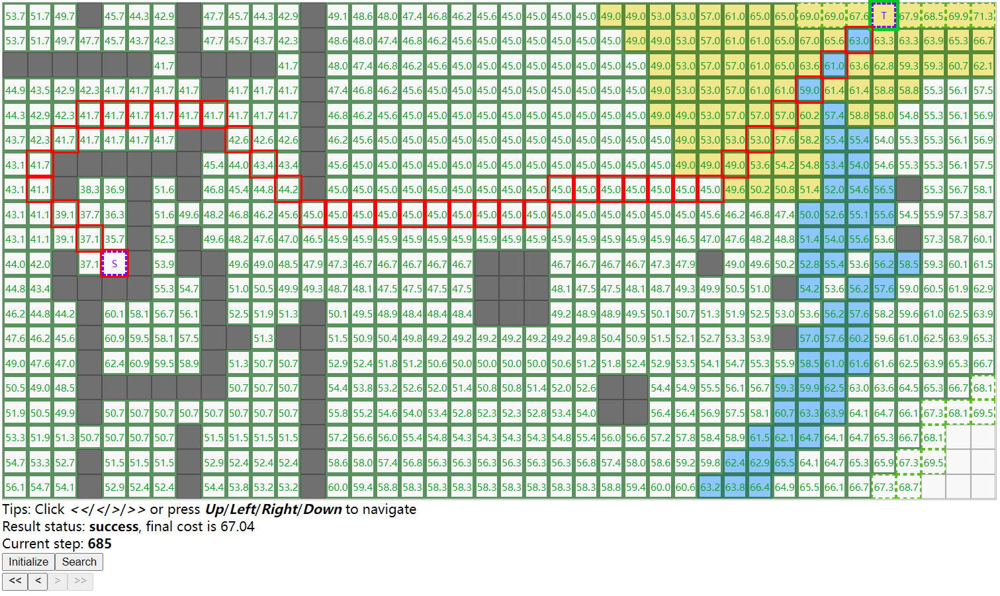 53.7 51.7 49.7 45.7 44.3 42.9 47.7 45.7 44.3 42.9 49.1 48.6 48.0 47.4 46.8 46.2 45.0 45.0 45.0 45.0 45.0 49.0 49.0 53.0 53.0 57.0 61.0 65.0 65.0 69.0 69.0 67.6 T 67.9 68.5 69.9 71.3
53.7 51.7 49.7 47.7 45.7 43.7 42.3 47.7 45.7 43.7 42.3 48.6 48.0 47.4 46.8 46.2 45.0 45.0 45.0 45.0 45.0 45.0 45.0 49.0 49.0 53.0 57.0 61.0 61.0 65.0 67.0 65.6 63.0 63.3 63.3 63.9 65.3 66.7
41.7 41.7 48.0 47.4 46.8 46.2 45.6 45.0 45.0 45.0 45.0 45.0 45.0 45.0 45.0 49.0 53.0 57.0 57.0 61.0 65.0 63.6 61.0 63.6 62.8 59.3 59.3 60.7 62.1
44.9 43.5 42.9 42.3 41.7 41.7 41.7 41.7 41.7 41.7 41.7 47.4 46.8 46.2 45.6 45.0 45.0 45.0 45.0 45.0 45.0 45.0 45.0 45.0 49.0 53.0 53.0 57.0 61.0 61.0 59.0 61.4 61.4 58.8 58.8 55.3 56.1 57.5
44.3 42.9 42.3 41.7 41.7 41.7 41.7 41.7 41.7 41.7 41.7 41.7 46.8 46.2 45.6 45.0 45.0 45.0 45.0 45.0 45.0 45.0 45.0 45.0 45.0 49.0 49.0 53.0 57.0 57.0 57.0 60.2 57.4 58.8 58.0 54.8 55.3 56.1 56.9
43.7 42.3 41.7 41.7 41.7 41.7 41.7 42.6 42.6 42.6 46.2 45.6 45.0 45.0 45.0 45.0 45.0 45.0 45.0 45.0 45.0 45.0 45.0 45.0 49.0 53.0 53.0 53.0 57.6 58.2 55.4 55.4 54.0 55.3 55.3 56.1 56.9
43.1 41.7 45.4 44.0 43.4 43.4 45.6 45.0 45.0 45.0 45.0 45.0 45.0 45.0 45.0 45.0 45.0 45.0 45.0 45.0 49.0 49.0 49.0 53.6 54.2 54.8 53.4 54.0 54.6 55.3 55.3 56.1 57.5
43.1 41.1 38.3 36.9 51.6 46.8 45.4 44.8 44.2 45.0 45.0 45.0 45.0 45.0 45.0 45.0 45.0 45.0 45.0 45.0 45.0 45.0 45.0 45.0 45.0 49.6 50.2 50.8 51.4 52.0 54.6 56.5 55.3 56.7 58.1
43.1 41.1 39.1 37.7 36.3 51.6 49.6 48.2 46.8 46.2 45.6 45.0 45.0 45.0 45.0 45.0 45.0 45.0 45.0 45.0 45.0 45.0 45.0 45.0 45.0 45.0 45.0 45.6 46.2 46.8 47.4 50.0 52.6 55.1 55.6 54.5 55.9 57.3 58.7
43.1 41.1 39.1 37.1 35.7 52.5 49.6 48.2 47.6 47.0 46.5 45.9 45.9 45.9 45.9 45.9 45.9 45.9 45.9 45.9 45.9 45.9 45.9 45.9 45.9 46.5 47.0 47.6 48.2 48.8 51.4 54.0 55.6 53.6 57.3 58.7 60.1
44.0 42.0 37.1 S 53.9 49.6 49.0 48.5 47.9 47.3 46.7 46.7 46.7 46.7 46.7 46.7 46.7 46.7 46.7 47.3 47.9 49.0 49.6 50.2 52.8 55.4 53.6 56.2 58.5 59.3 60.1 61.5
44.8 43.4 55.3 54.7 51.0 50.5 49.9 49.3 48.7 48.1 47.5 47.5 47.5 47.5 48.1 47.5 47.5 48.1 48.7 49.3 49.9 50.5 51.0 54.2 53.6 56.2 57.6 59.0 60.5 61.9 62.9
46.2 44.8 44.2 60.1 58.1 56.7 56.1 52.5 51.9 51.3 50.1 49.5 48.9 48.4 48.4 48.4 49.2 48.9 48.9 49.5 50.1 50.7 51.3 51.9 52.5 53.0 53.6 56.2 57.6 58.2 59.6 61.0 62.5 63.9
47.6 46.2 45.6 60.9 59.5 58.1 57.5 51.3 51.5 50.9 50.4 49.8 49.2 49.2 49.2 49.2 49.2 49.8 50.4 50.9 51.5 52.1 52.7 53.3 53.9 57.0 57.6 60.2 59.6 61.0 62.5 63.9 65.3
49.0 47.6 47.0 62.4 60.9 59.5 58.9 51.3 50.7 50.7 52.9 52.4 51.8 51.2 50.6 50.0 50.0 50.0 50.0 50.6 51.2 51.8 52.4 52.9 53.5 54.1 54.7 55.3 55.9 58.5 61.0 61.6 61.6 62.5 63.9 65.3 66.7
50.5 49.0 48.5 50.7 50.7 50.7 54.4 53.8 53.2 52.6 52.0 51.4 50.8 50.8 51.4 52.0 52.6 54.4 54.9 55.5 56.1 56.7 59.3 59.9 62.5 63.0 63.6 64.5 65.3 66.7 68.1
51.9 50.5 49.9 50.7 50.7 50.7 50.7 50.7 50.7 50.7 50.7 55.8 55.2 54.6 54.0 53.4 52.8 52.3 52.3 52.8 53.4 54.0 56.4 56.4 56.9 57.5 58.1 60.7 63.3 63.9 64.1 64.7 66.1 67.3 68.1 69.5
53.3 51.9 51.3 50.7 50.7 50.7 50.7 51.5 51.5 51.5 51.5 57.2 56.6 56.0 55.4 54.8 54.3 54.3 54.3 54.3 54.8 55.4 56.0 56.6 57.2 57.8 58.4 58.9 61.5 62.1 64.7 64.1 64.7 65.3 66.7 68.1
54.7 53.3 52.7 51.5 51.5 51.5 52.9 52.4 52.4 52.4 58.6 58.0 57.4 56.8 56.3 56.3 56.3 56.3 56.3 56.3 56.8 57.4 58.0 58.6 59.2 59.8 62.4 62.9 65.5 64.1 64.7 65.3 65.9 67.3 69.5
56.1 54.7 54.1 52.9 52.4 52.4 54.4 53.8 53.2 53.2 60.0 59.4 58.8 58.3 58.3 58.3 58.3 58.3 58.3 58.3 58.3 58.8 59.4 60.0 60.6 63.2 63.8 66.4 64.9 65.5 66.1 66.7 67.3 68.7
Tips: Click <</</>/>> or press Up/Left/Right/Down to navigate
Result status: success, final cost is 67.04
Current step: 685
Initialize Search
<< < > >>